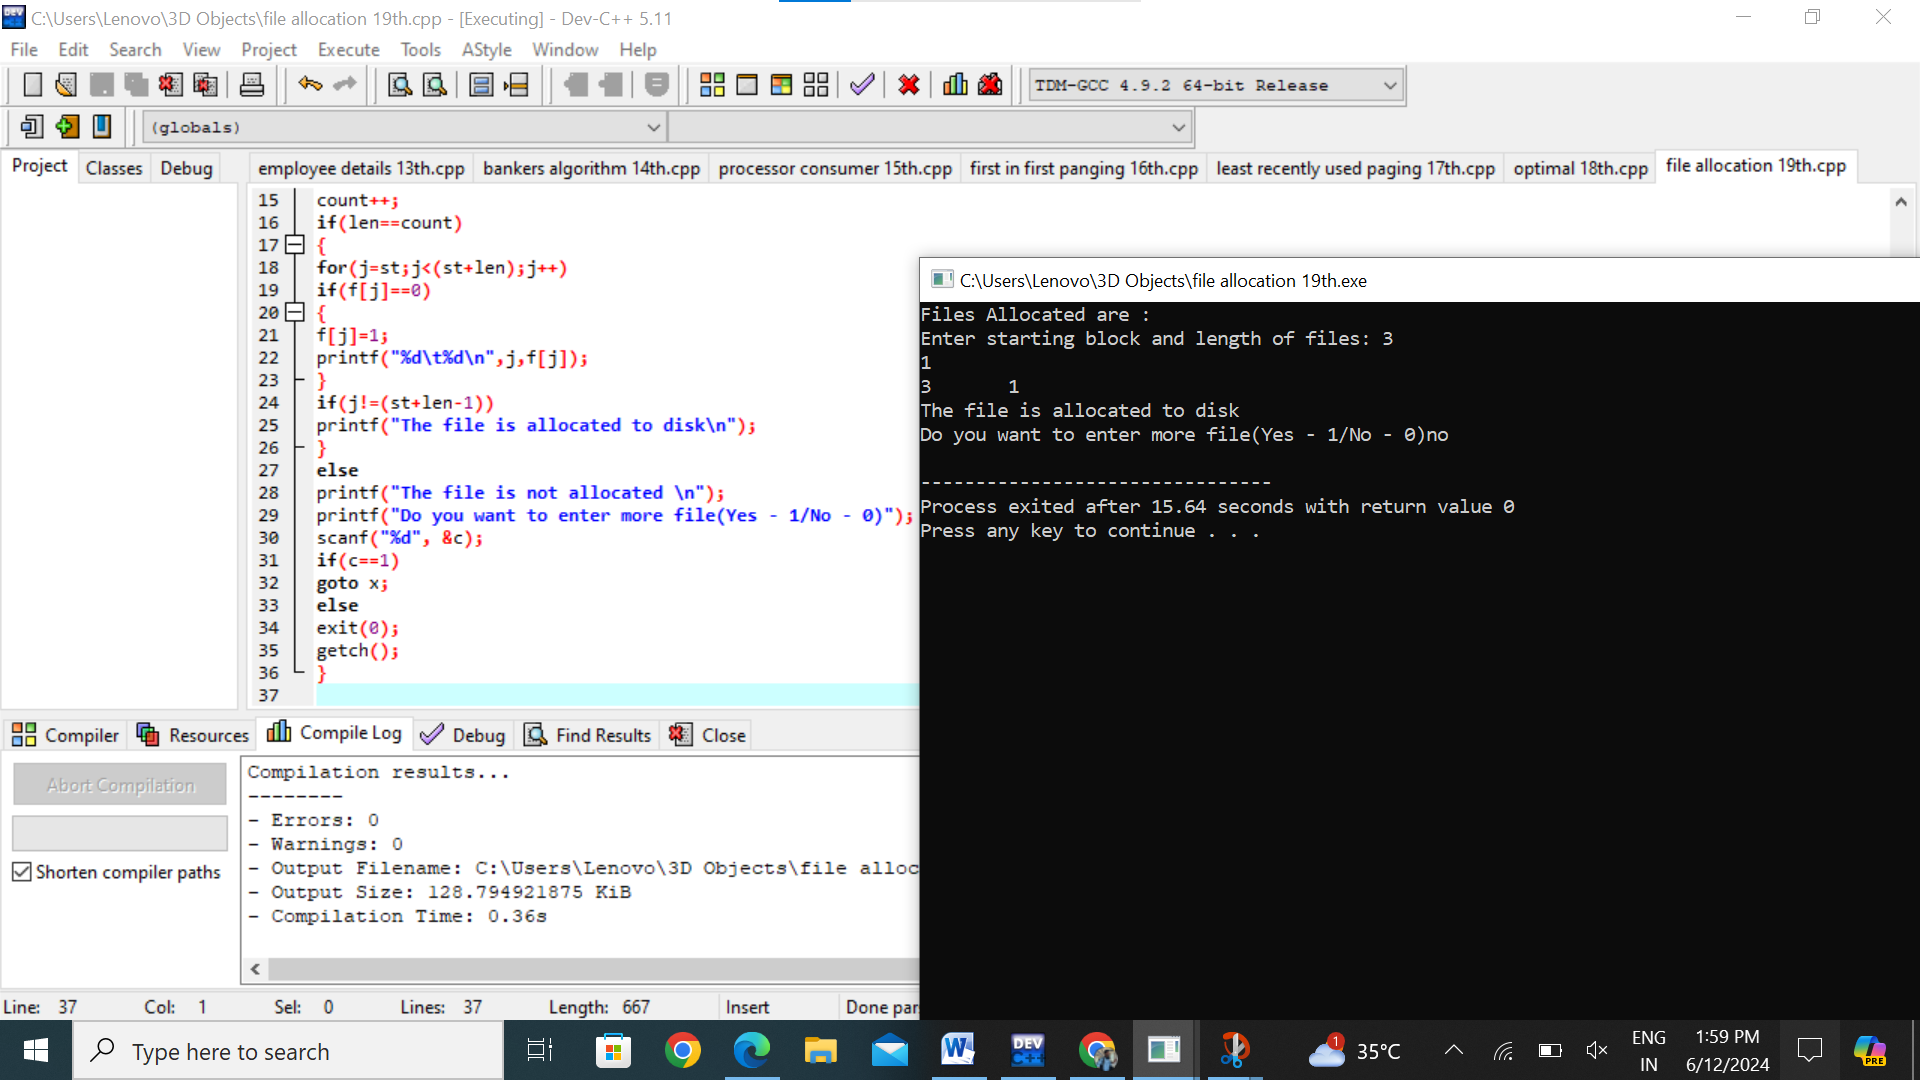 C:\Users\Lenovo\3D Objects\file allocation 19th.cpp - [Executing] - Dev-C++ 5.11
File Edit Search View Project Execute Tools AStyle Window Help
TDM-GCC 4.9.2 64-bit Release
(globals)
Project Classes Debug
employee details 13th.cpp bankers algorithm 14th.cpp processor consumer 15th.cpp first in first panging 16th.cpp least recently used paging 17th.cpp optimal 18th.cpp file allocation 19th.cpp
15 count++;
16 if(len==count)
17 {
18 for(j=st;j<(st+len);j++)
19 if(f[j]==0)
20 {
21 f[j]=1;
22 printf("%d\t%d\n",j,f[j]);
23 }
24 if(j!=(st+len-1))
25 printf("The file is allocated to disk\n");
26 }
27 else
28 printf("The file is not allocated \n");
29 printf("Do you want to enter more file(Yes - 1/No - 0)");
30 scanf("%d", &c);
31 if(c==1)
32 goto x;
33 else
34 exit(0);
35 getch();
36 }
37
C:\Users\Lenovo\3D Objects\file allocation 19th.exe
Files Allocated are :
Enter starting block and length of files: 3
1
3 1
The file is allocated to disk
Do you want to enter more file(Yes - 1/No - 0)no
--------------------------------
Process exited after 15.64 seconds with return value 0
Press any key to continue . . .
Compiler Resources Compile Log Debug Find Results Close
Abort Compilation
Shorten compiler paths
Compilation results...
--------
- Errors: 0
- Warnings: 0
- Output Filename: C:\Users\Lenovo\3D Objects\file alloc
- Output Size: 128.794921875 KiB
- Compilation Time: 0.36s
Line: 37 Col: 1 Sel: 0 Lines: 37 Length: 667 Insert Done par
Type here to search
DEV C++
1
35°C
ENG
IN
1:59 PM
6/12/2024
PRE